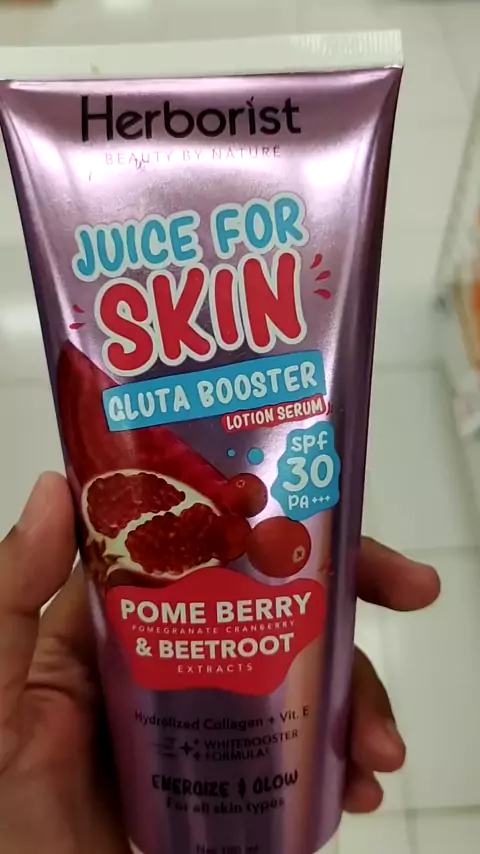 Herborist
BEAUTY BY NATURE
JUICE FOR
SKIN
GLUTA BOOSTER
LOTION SERUM
spf
30
PA+++
POME BERRY
POMEGRANATE CRANBERRY
& BEETROOT
EXTRACTS
Hydrolized Collagen + Vit. E
WHITEBOOSTER
FORMULA
ENERGIZE & GLOW
For all skin types